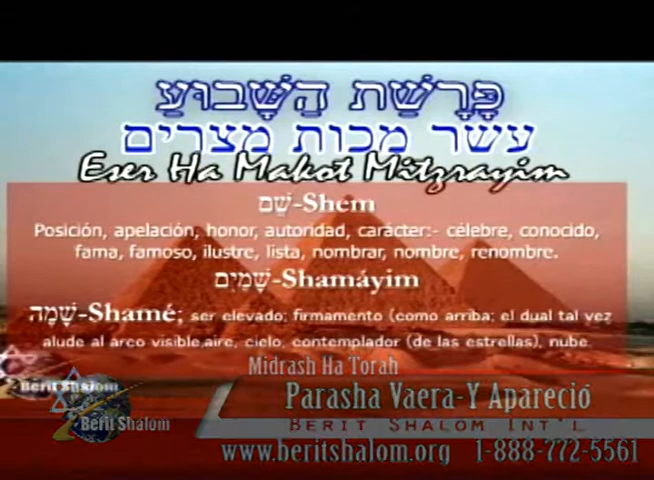 פָּרָשַׁת הַשָּׁבוּעַ
עשר מכות מצרים
Eser Ha Makot Mitzrayim
שֵׁם-Shem
Posición, apelación, honor, autoridad, carácter:- célebre, conocido,
fama, famoso, ilustre, lista, nombrar, nombre, renombre.
שָׁמַיִם-Shamáyim
שָׁמֶה-Shamé; ser elevado; firmamento (como arriba; el dual tal vez
alude al arco visible,aire, cielo, contemplador (de las estrellas), nube.
Midrash Ha Torah
Parasha Vaera-Y Apareció
Berit Shalom
Berit Shalom
BERIT SHALOM INT'L
www.beritshalom.org 1-888-772-5561